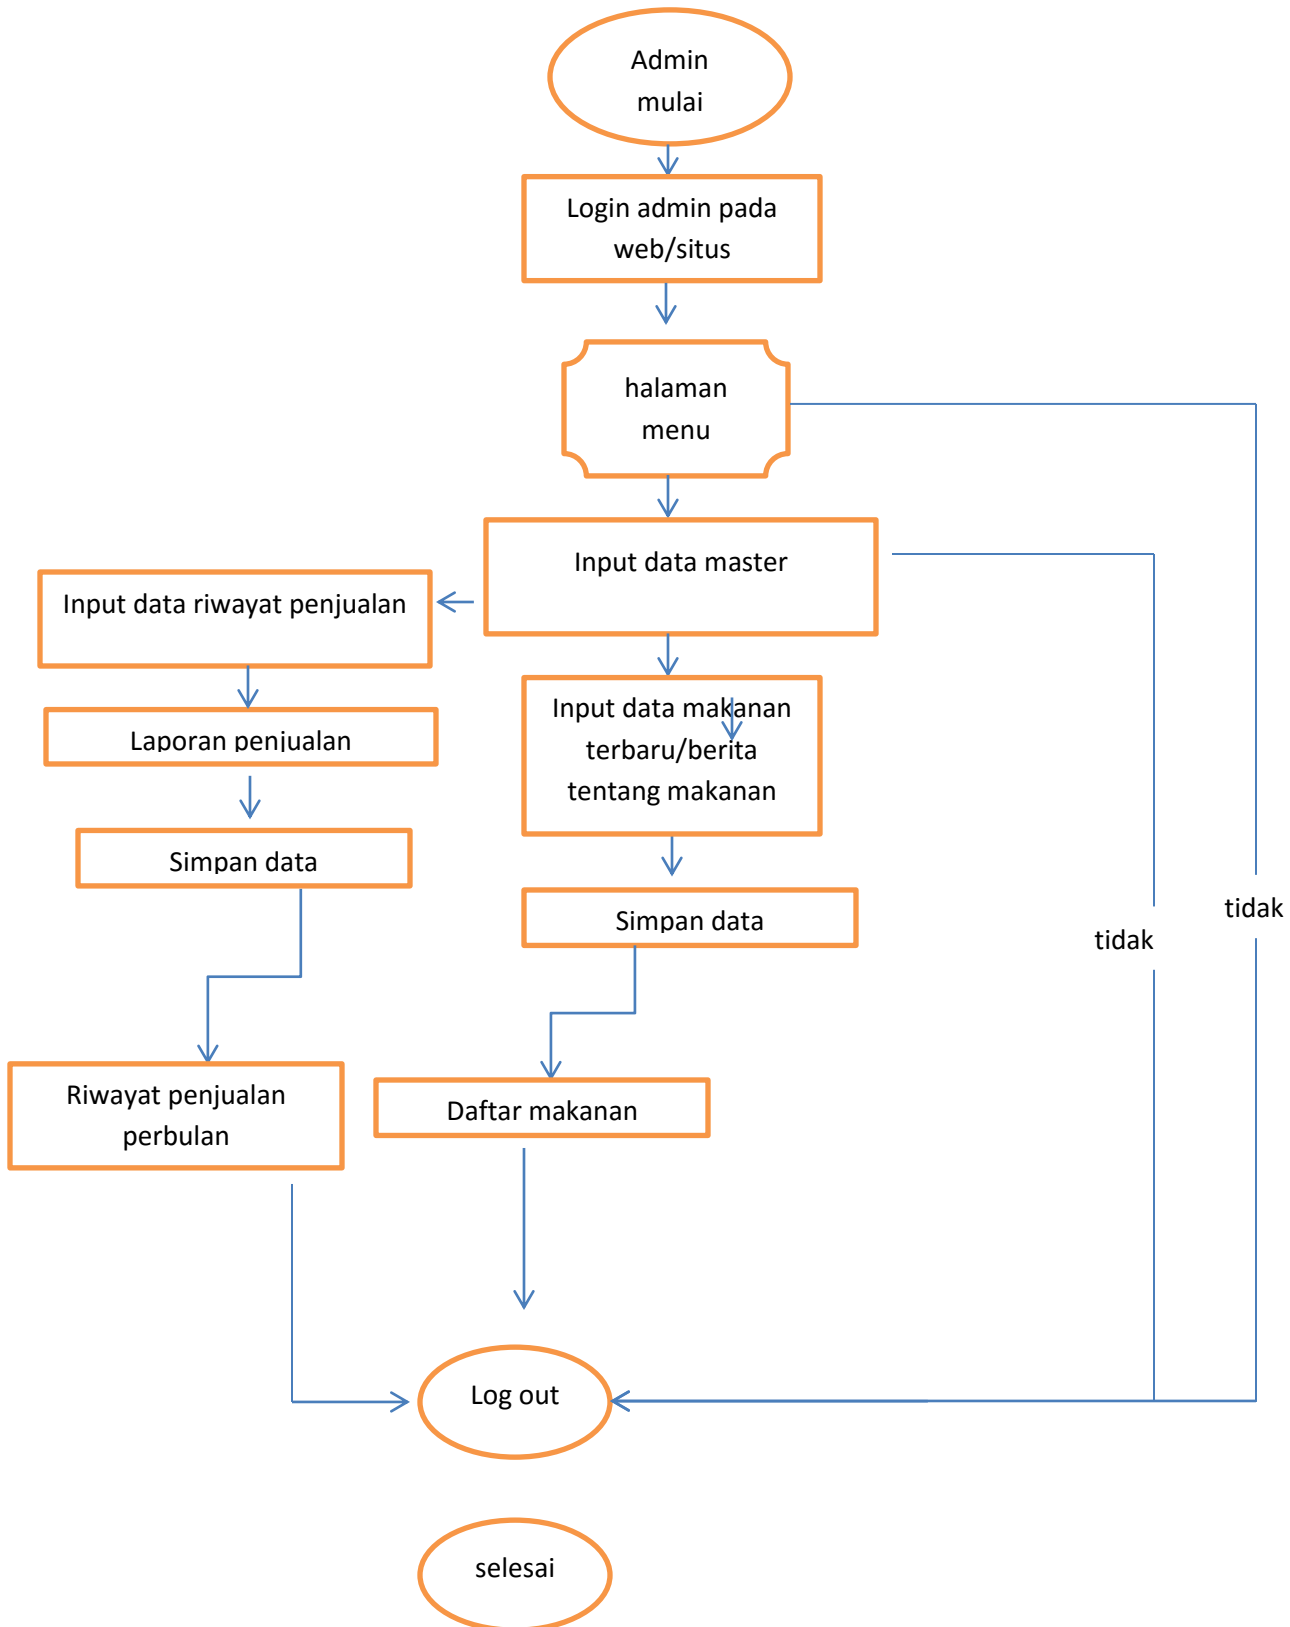 Admin
mulai
Login admin pada
web/situs
halaman
menu
Input data master
Input data riwayat penjualan
Laporan penjualan
Simpan data
Riwayat penjualan
perbulan
Input data makanan
terbaru/berita
tentang makanan
Simpan data
Daftar makanan
tidak
tidak
Log out
selesai